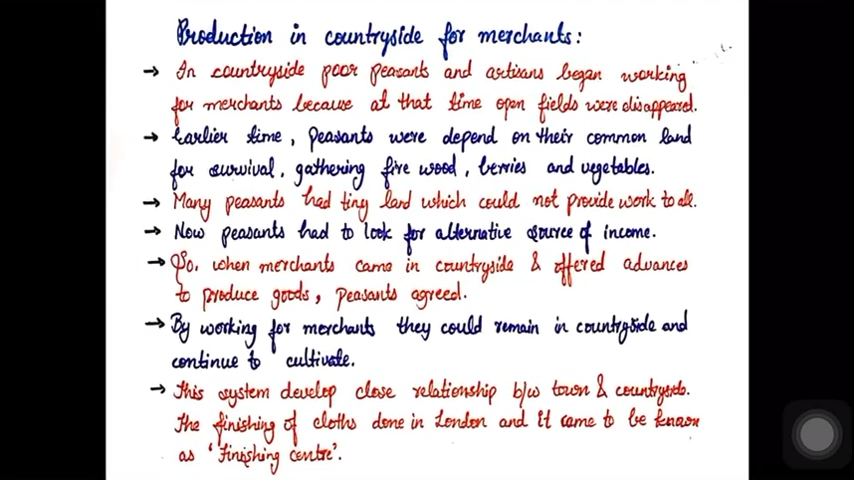 Production in countryside for merchants:
→ In countryside poor peasants and artisans began working
for merchants because at that time open fields were disappeared.
→ Earlier time, peasants were depend on their common land
for survival, gathering fire wood, berries and vegetables.
→ Many peasants had tiny land which could not provide work to all.
→ Now peasants had to look for alternative source of income.
→ So, when merchants came in countryside & offered advances
to produce goods, peasants agreed.
→ By working for merchants they could remain in countryside and
continue to cultivate.
→ This system develop close relationship b/w town & countryside.
The finishing of cloths done in London and it came to be known
as 'Finishing centre'.